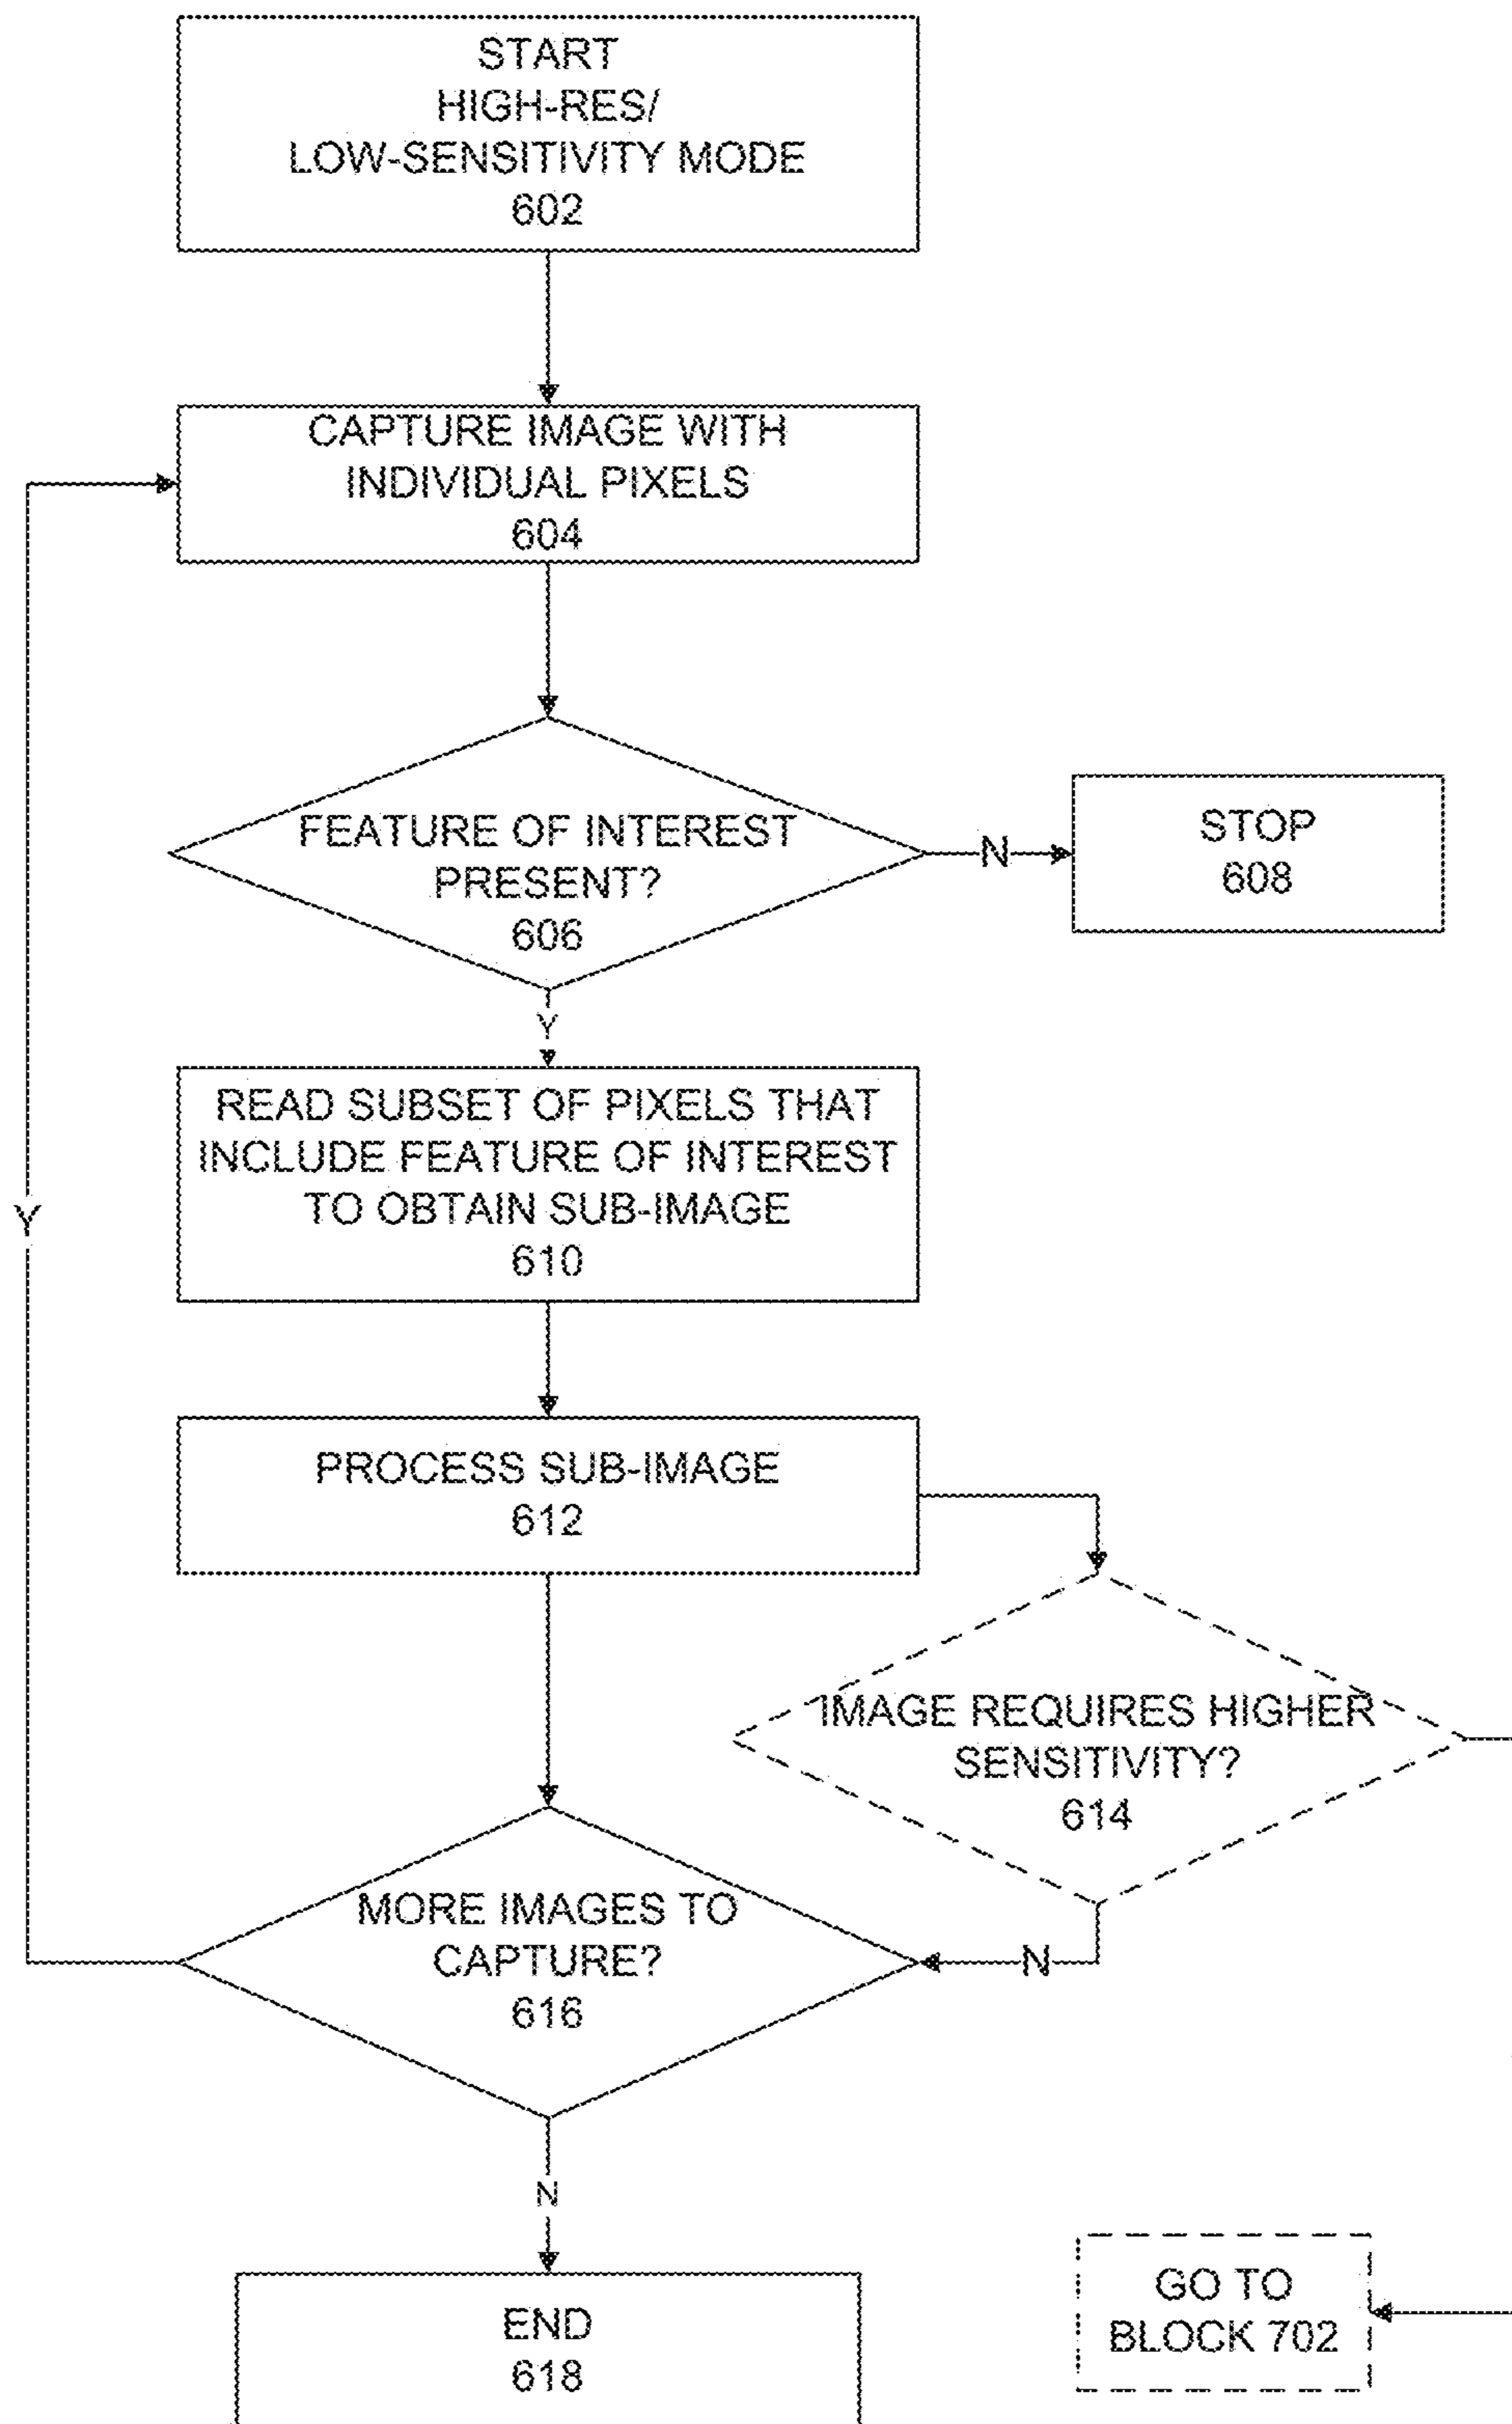 START
HIGH-RES/
LOW-SENSITIVITY MODE
602
CAPTURE IMAGE WITH
INDIVIDUAL PIXELS
604
FEATURE OF INTEREST
PRESENT?
606
N
STOP
608
Y
READ SUBSET OF PIXELS THAT
INCLUDE FEATURE OF INTEREST
TO OBTAIN SUB-IMAGE
610
Y
PROCESS SUB-IMAGE
612
IMAGE REQUIRES HIGHER
SENSITIVITY?
614
MORE IMAGES TO
CAPTURE?
616
N
N
END
618
GO TO
BLOCK 702